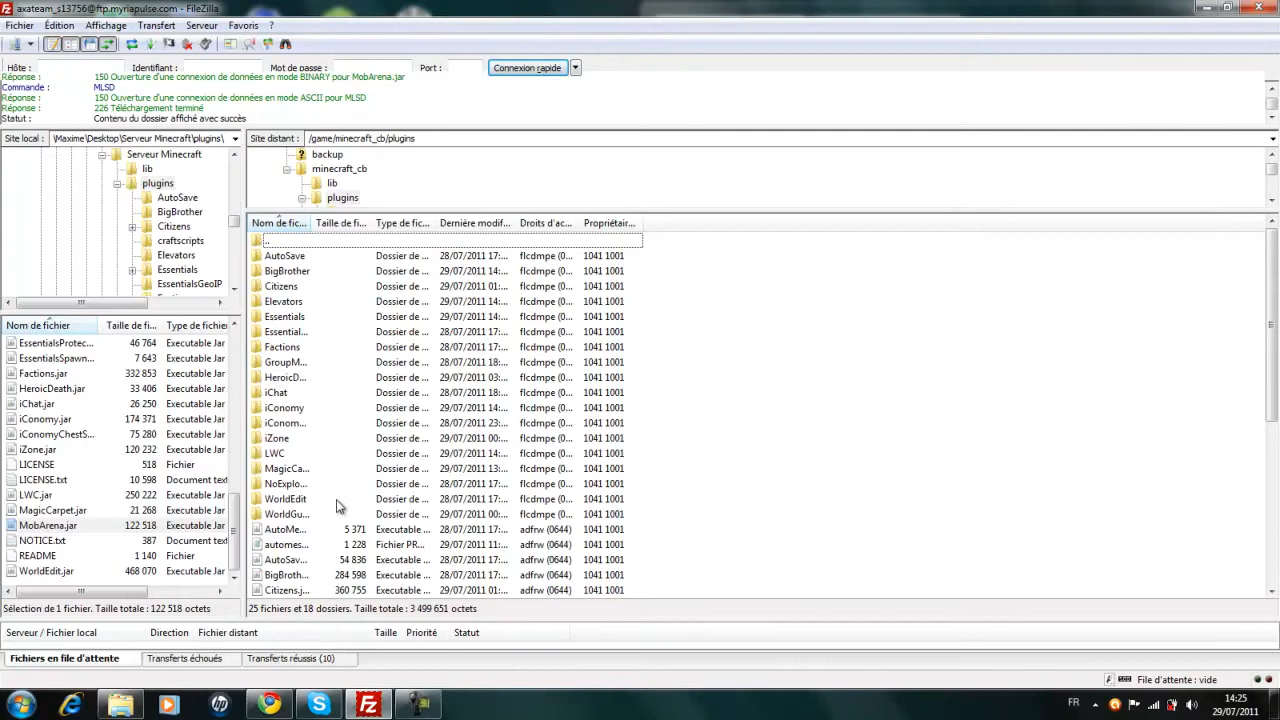 axateam_s13756@ftp.myriapulse.com - FileZilla
Fichier Édition Affichage Transfert Serveur Favoris ?
Hôte : Identifiant : Mot de passe : Port : Connexion rapide
Réponse : 150 Ouverture d'une connexion de données en mode BINARY pour MobArena.jar
Commande : MLSD
Réponse : 150 Ouverture d'une connexion de données en mode ASCII pour MLSD
Réponse : 226 Téléchargement terminé
Statut : Contenu du dossier affiché avec succès
Site local : \Maxime\Desktop\Serveur Minecraft\plugins\
Serveur Minecraft
lib
plugins
AutoSave
BigBrother
Citizens
craftscripts
Elevators
Essentials
EssentialsGeoIP
Nom de fichier Taille de fi... Type de fichier
EssentialsProtec... 46 764 Executable Jar
EssentialsSpawn... 7 643 Executable Jar
Factions.jar 332 853 Executable Jar
HeroicDeath.jar 33 406 Executable Jar
iChat.jar 26 250 Executable Jar
iConomy.jar 174 371 Executable Jar
iConomyChestS... 75 280 Executable Jar
iZone.jar 120 232 Executable Jar
LICENSE 518 Fichier
LICENSE.txt 10 598 Document text
LWC.jar 250 222 Executable Jar
MagicCarpet.jar 21 268 Executable Jar
MobArena.jar 122 518 Executable Jar
NOTICE.txt 387 Document text
README 1 140 Fichier
WorldEdit.jar 468 070 Executable Jar
Sélection de 1 fichier. Taille totale : 122 518 octets
Site distant : /game/minecraft_cb/plugins
backup
minecraft_cb
lib
plugins
Nom de fic... Taille de fi... Type de fic... Dernière modif... Droits d'ac... Propriétair...
..
AutoSave Dossier de ... 28/07/2011 17:... flcdmpe (0... 1041 1001
BigBrother Dossier de ... 29/07/2011 14:... flcdmpe (0... 1041 1001
Citizens Dossier de ... 29/07/2011 01:... flcdmpe (0... 1041 1001
Elevators Dossier de ... 29/07/2011 14:... flcdmpe (0... 1041 1001
Essentials Dossier de ... 29/07/2011 14:... flcdmpe (0... 1041 1001
Essential... Dossier de ... 28/07/2011 17:... flcdmpe (0... 1041 1001
Factions Dossier de ... 28/07/2011 17:... flcdmpe (0... 1041 1001
GroupM... Dossier de ... 28/07/2011 18:... flcdmpe (0... 1041 1001
HeroicD... Dossier de ... 29/07/2011 03:... flcdmpe (0... 1041 1001
iChat Dossier de ... 28/07/2011 18:... flcdmpe (0... 1041 1001
iConomy Dossier de ... 29/07/2011 14:... flcdmpe (0... 1041 1001
iConom... Dossier de ... 28/07/2011 23:... flcdmpe (0... 1041 1001
iZone Dossier de ... 29/07/2011 00:... flcdmpe (0... 1041 1001
LWC Dossier de ... 29/07/2011 14:... flcdmpe (0... 1041 1001
MagicCa... Dossier de ... 29/07/2011 13:... flcdmpe (0... 1041 1001
NoExplo... Dossier de ... 28/07/2011 17:... flcdmpe (0... 1041 1001
WorldEdit Dossier de ... 28/07/2011 17:... flcdmpe (0... 1041 1001
WorldGu... Dossier de ... 29/07/2011 00:... flcdmpe (0... 1041 1001
AutoMe... 5 371 Executable ... 28/07/2011 17:... adfrw (0644) 1041 1001
automes... 1 228 Fichier PR... 29/07/2011 11:... adfrw (0644) 1041 1001
AutoSav... 54 836 Executable ... 28/07/2011 17:... adfrw (0644) 1041 1001
BigBroth... 284 598 Executable ... 28/07/2011 17:... adfrw (0644) 1041 1001
Citizens.j... 360 755 Executable ... 29/07/2011 01:... adfrw (0644) 1041 1001
25 fichiers et 18 dossiers. Taille totale : 3 499 651 octets
Serveur / Fichier local Direction Fichier distant Taille Priorité Statut
Fichiers en file d'attente Transferts échoués Transferts réussis (10)
File d'attente : vide
FR 14:25
29/07/2011